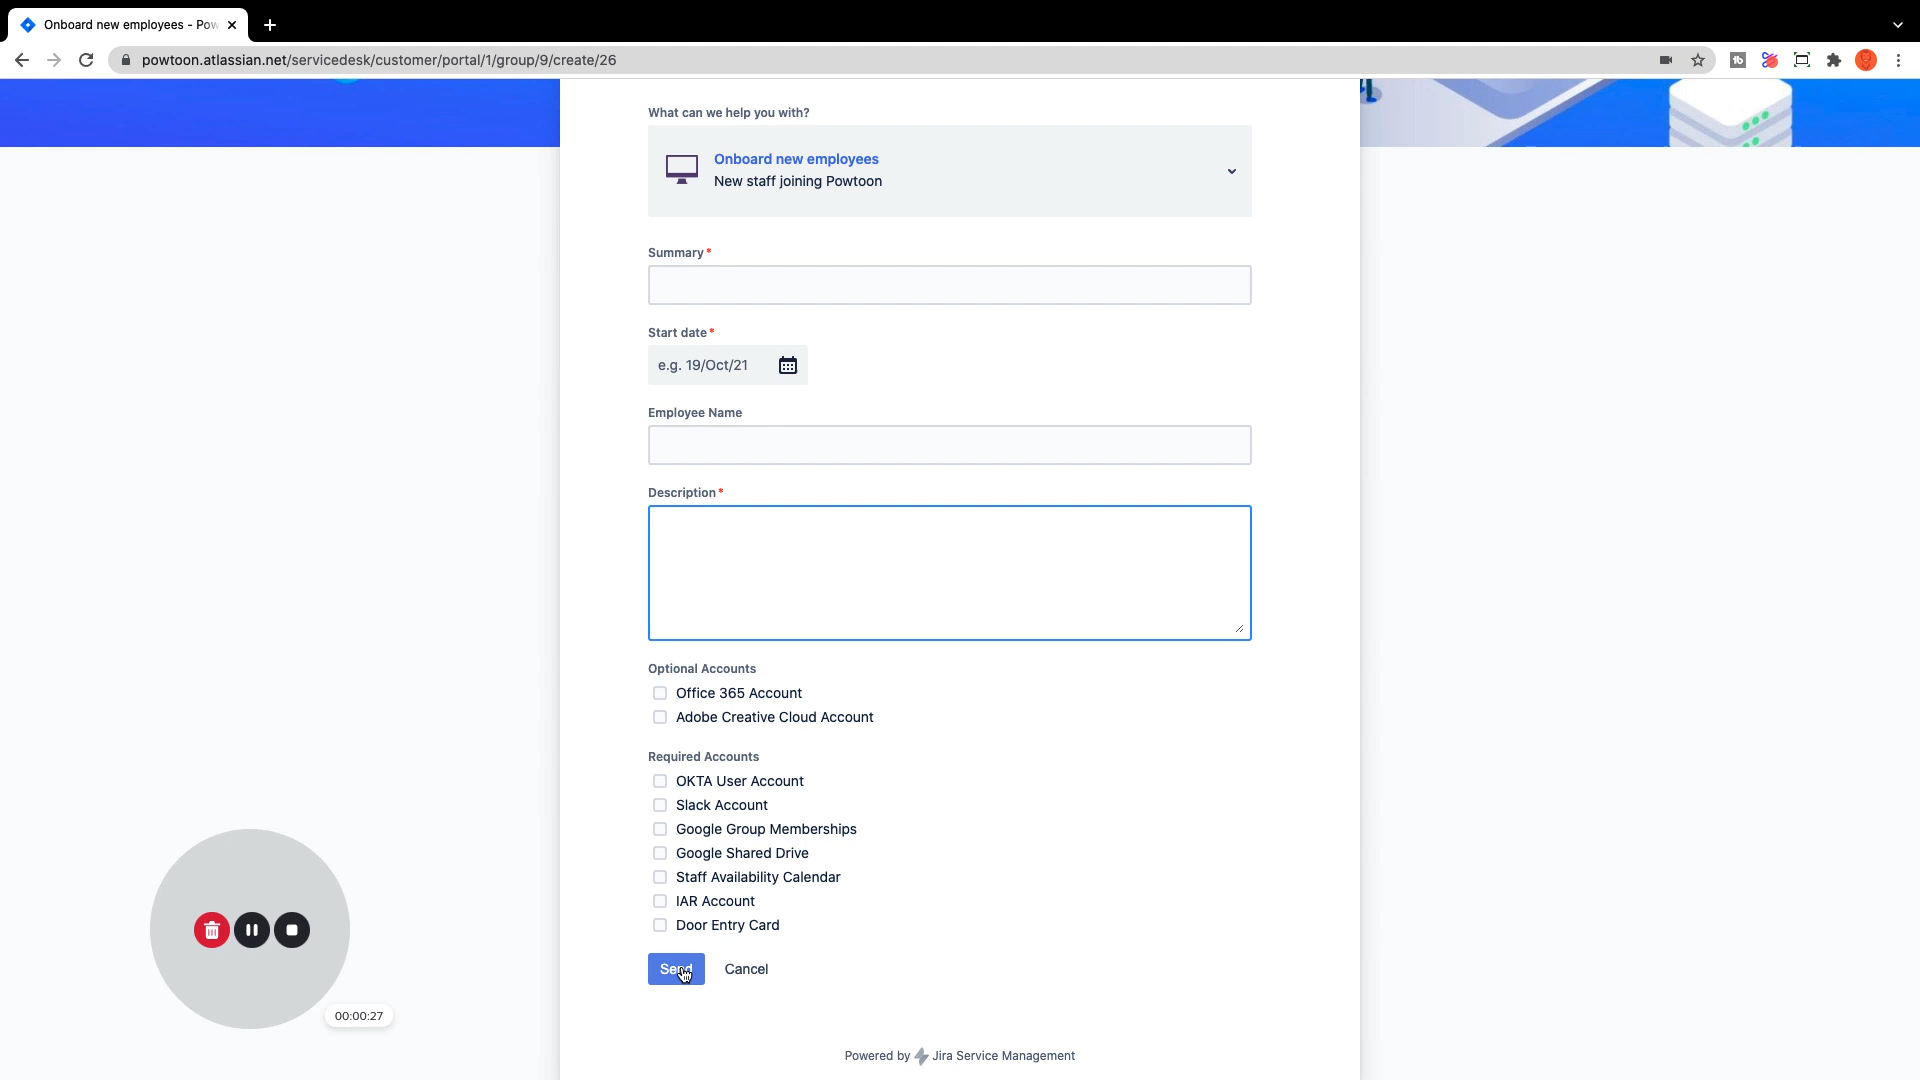 Onboard new employees - Pow
powtoon.atlassian.net/servicedesk/customer/portal/1/group/9/create/26
What can we help you with?
Onboard new employees
New staff joining Powtoon
Summary*
Start date*
e.g. 19/Oct/21
Employee Name
Description*
Optional Accounts
Office 365 Account
Adobe Creative Cloud Account
Required Accounts
OKTA User Account
Slack Account
Google Group Memberships
Google Shared Drive
Staff Availability Calendar
IAR Account
Door Entry Card
Send Cancel
00:00:27
Powered by Jira Service Management